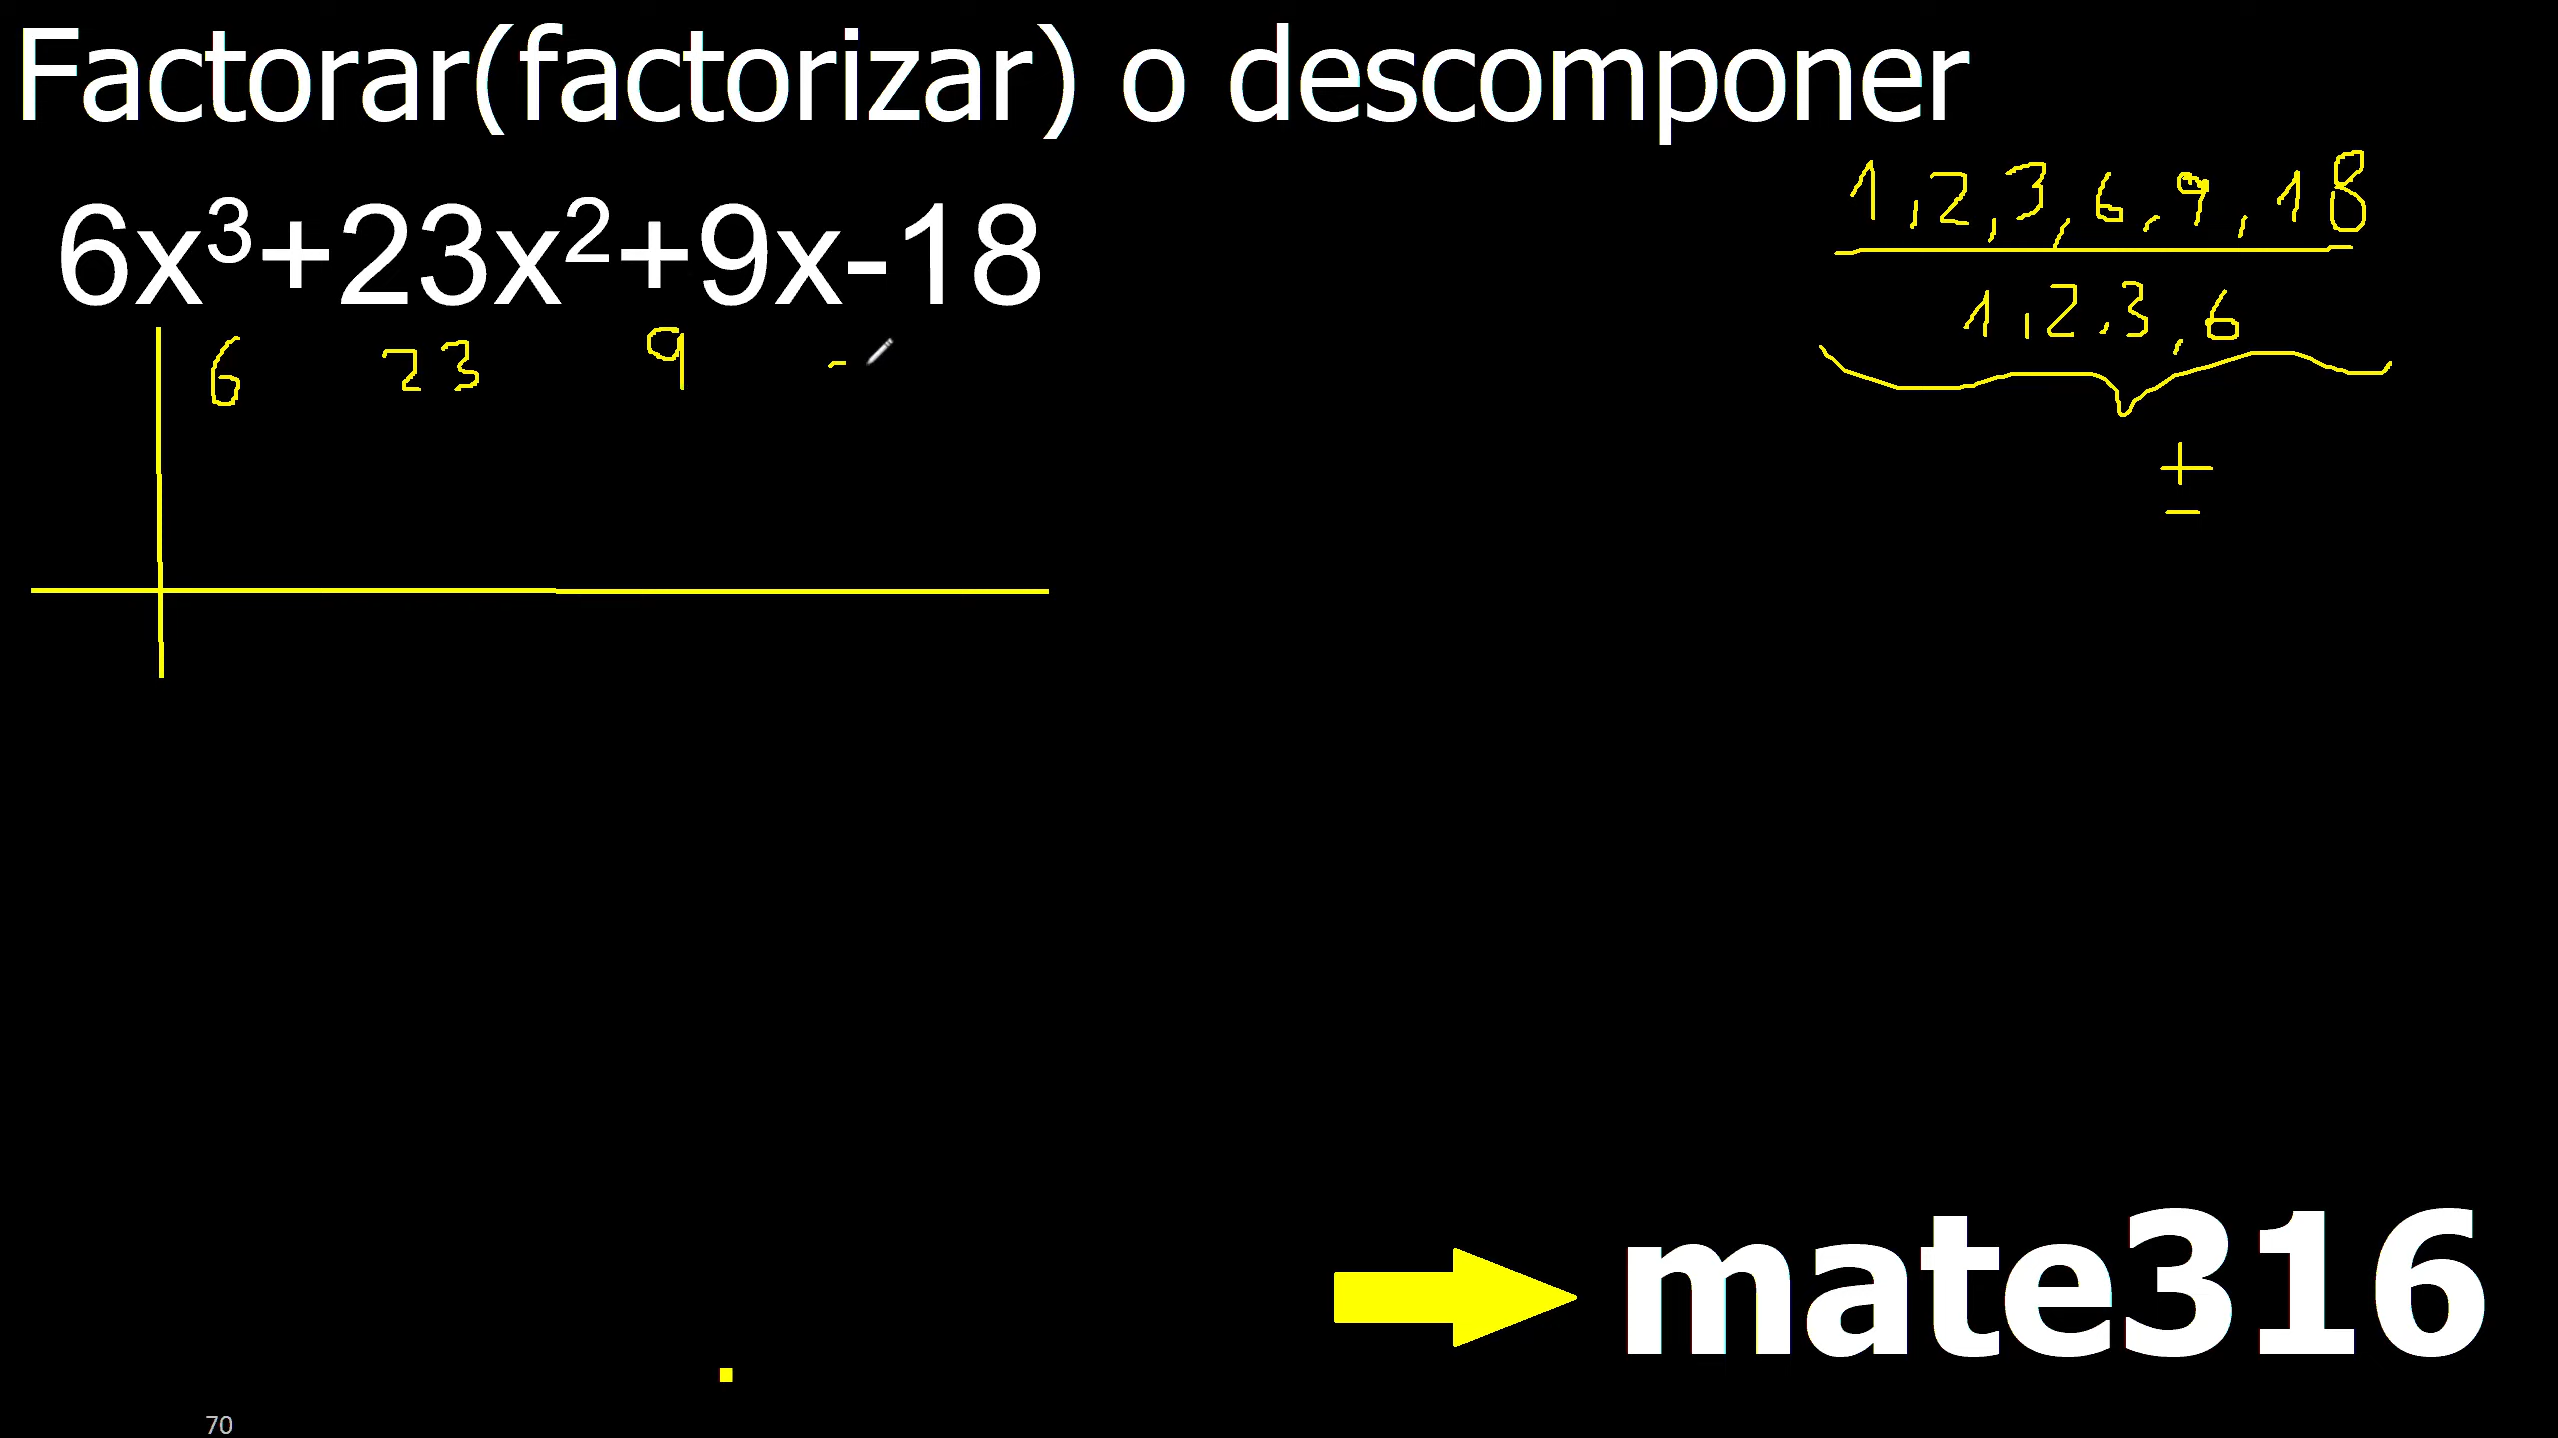 Factorar(factorizar) o descomponer
1,2,3,6,9,18
6x³+23x²+9x-18
1,2,3,6
6 23 9 -
+
-
mate316
.
70